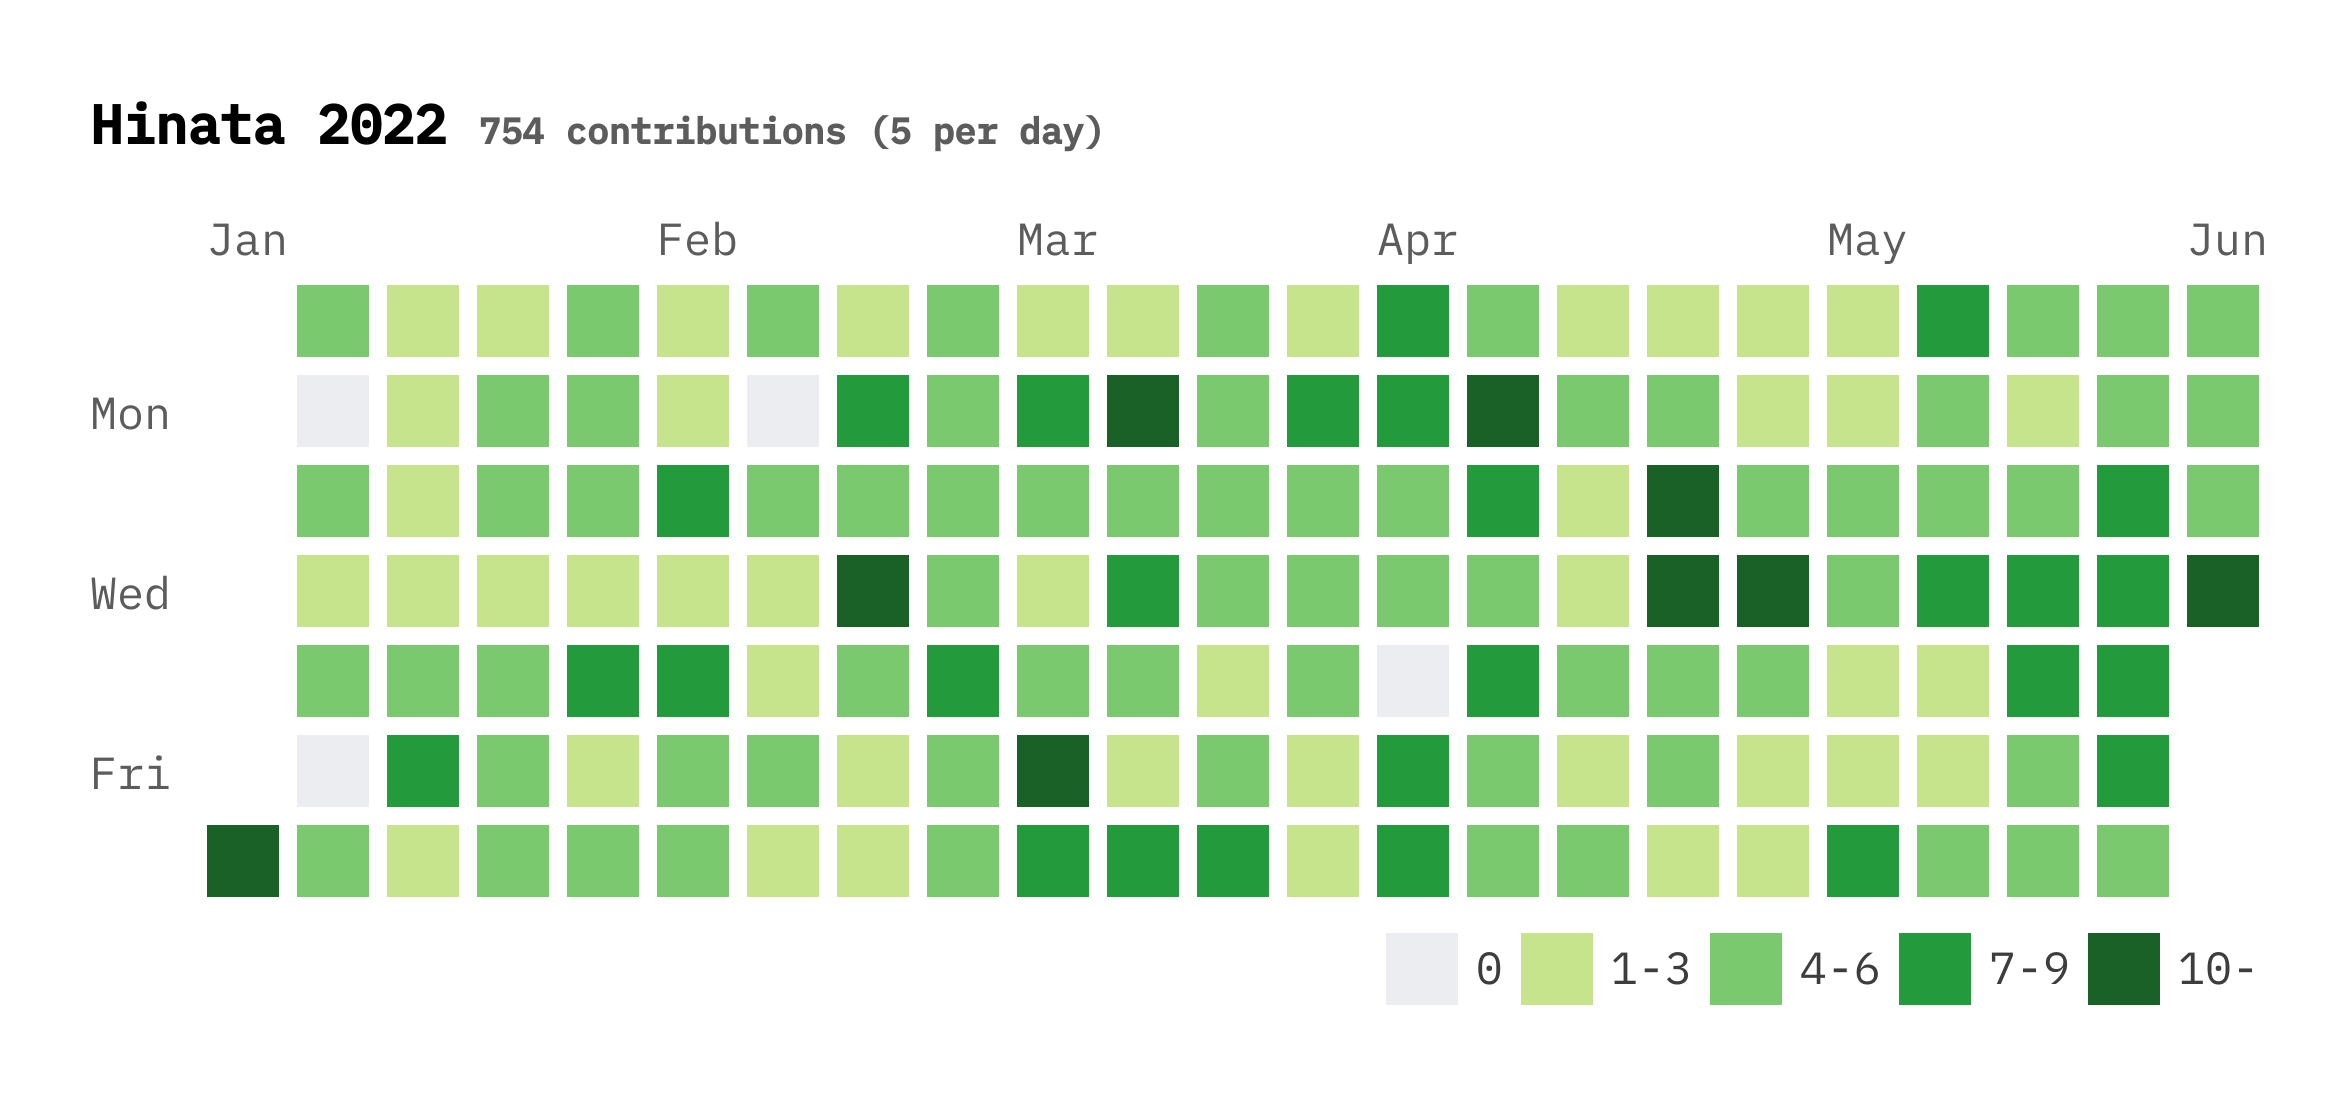 Hinata 2022 754 contributions (5 per day)
Jan Feb Mar Apr May Jun
Mon
Wed
Fri
0 1-3 4-6 7-9 10-